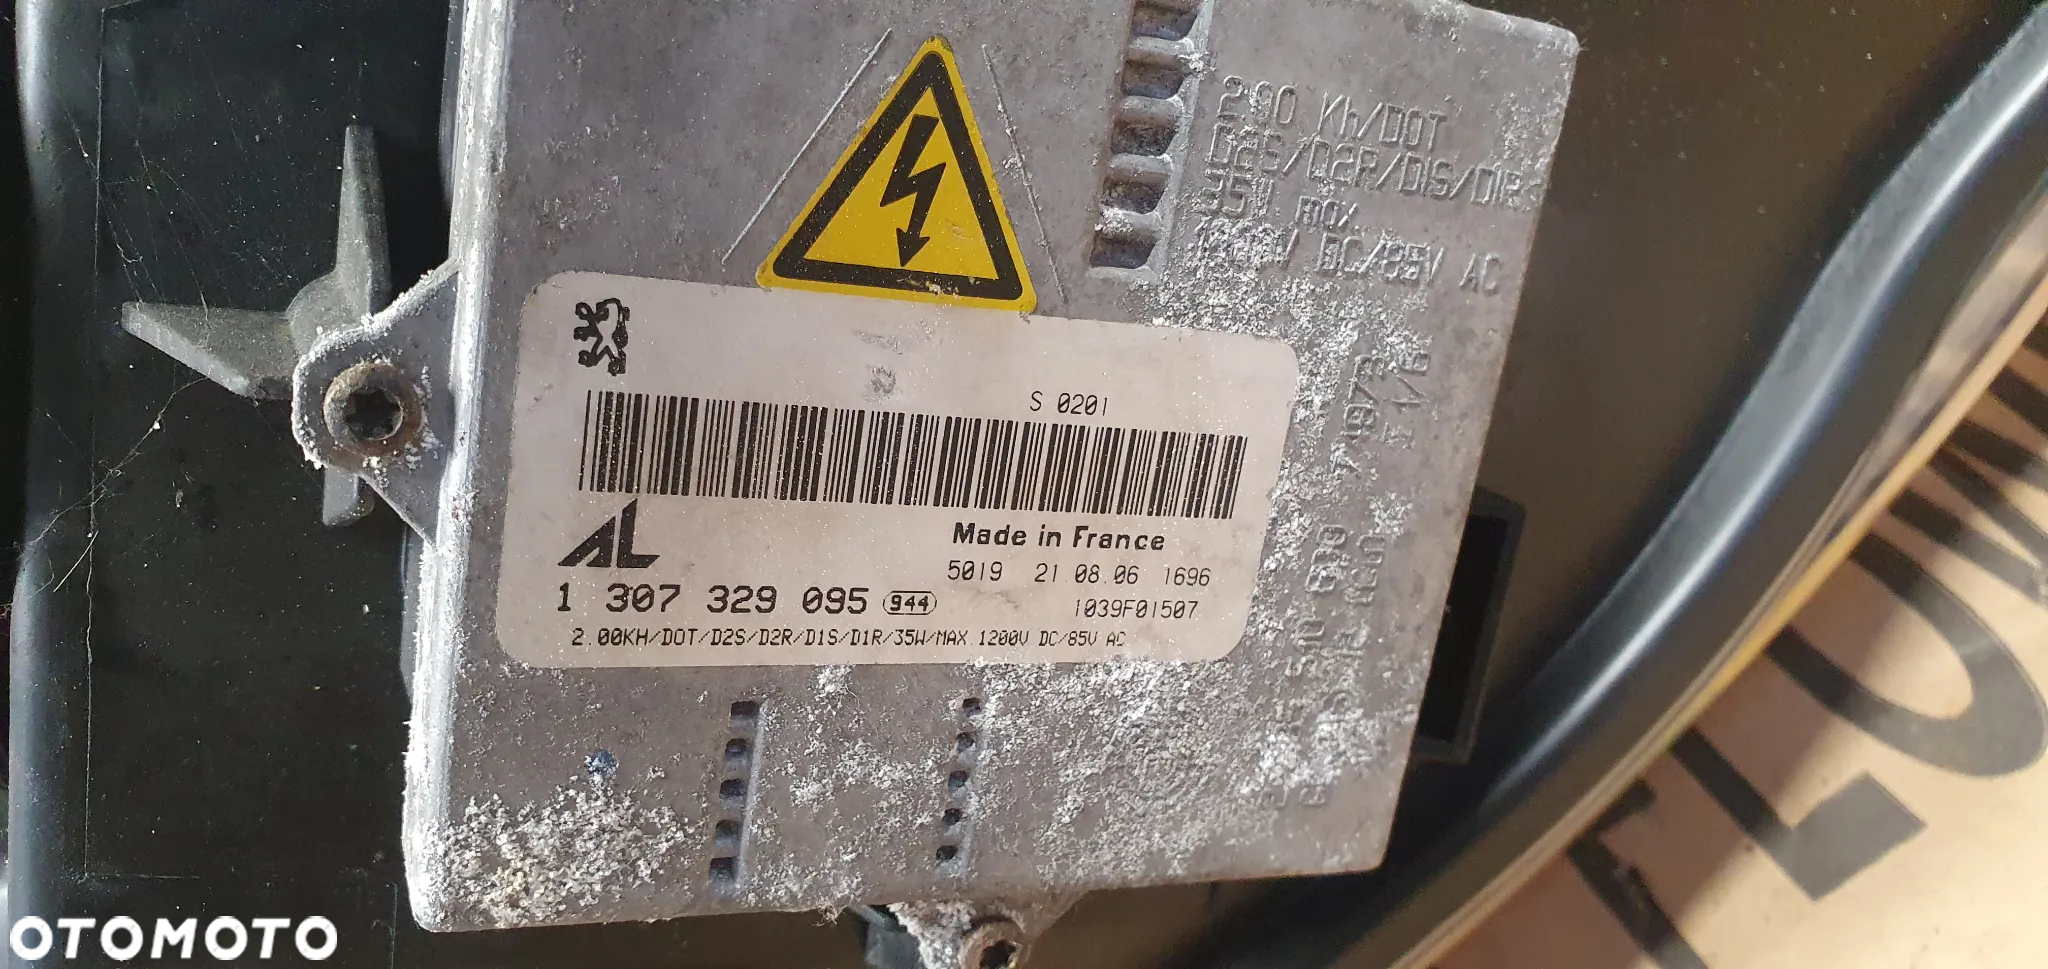 2.00 KH/DOT
D2S/D2R/D1S/D1R
35W max
1200V DC/85V AC
S 0201
AL
Made in France
5019 21.08.06 1696
1 307 329 095 944
1039F01507
2.00KH/DOT/D2S/D2R/D1S/D1R/35W/MAX.1200V DC/85V AC
OTOMOTO